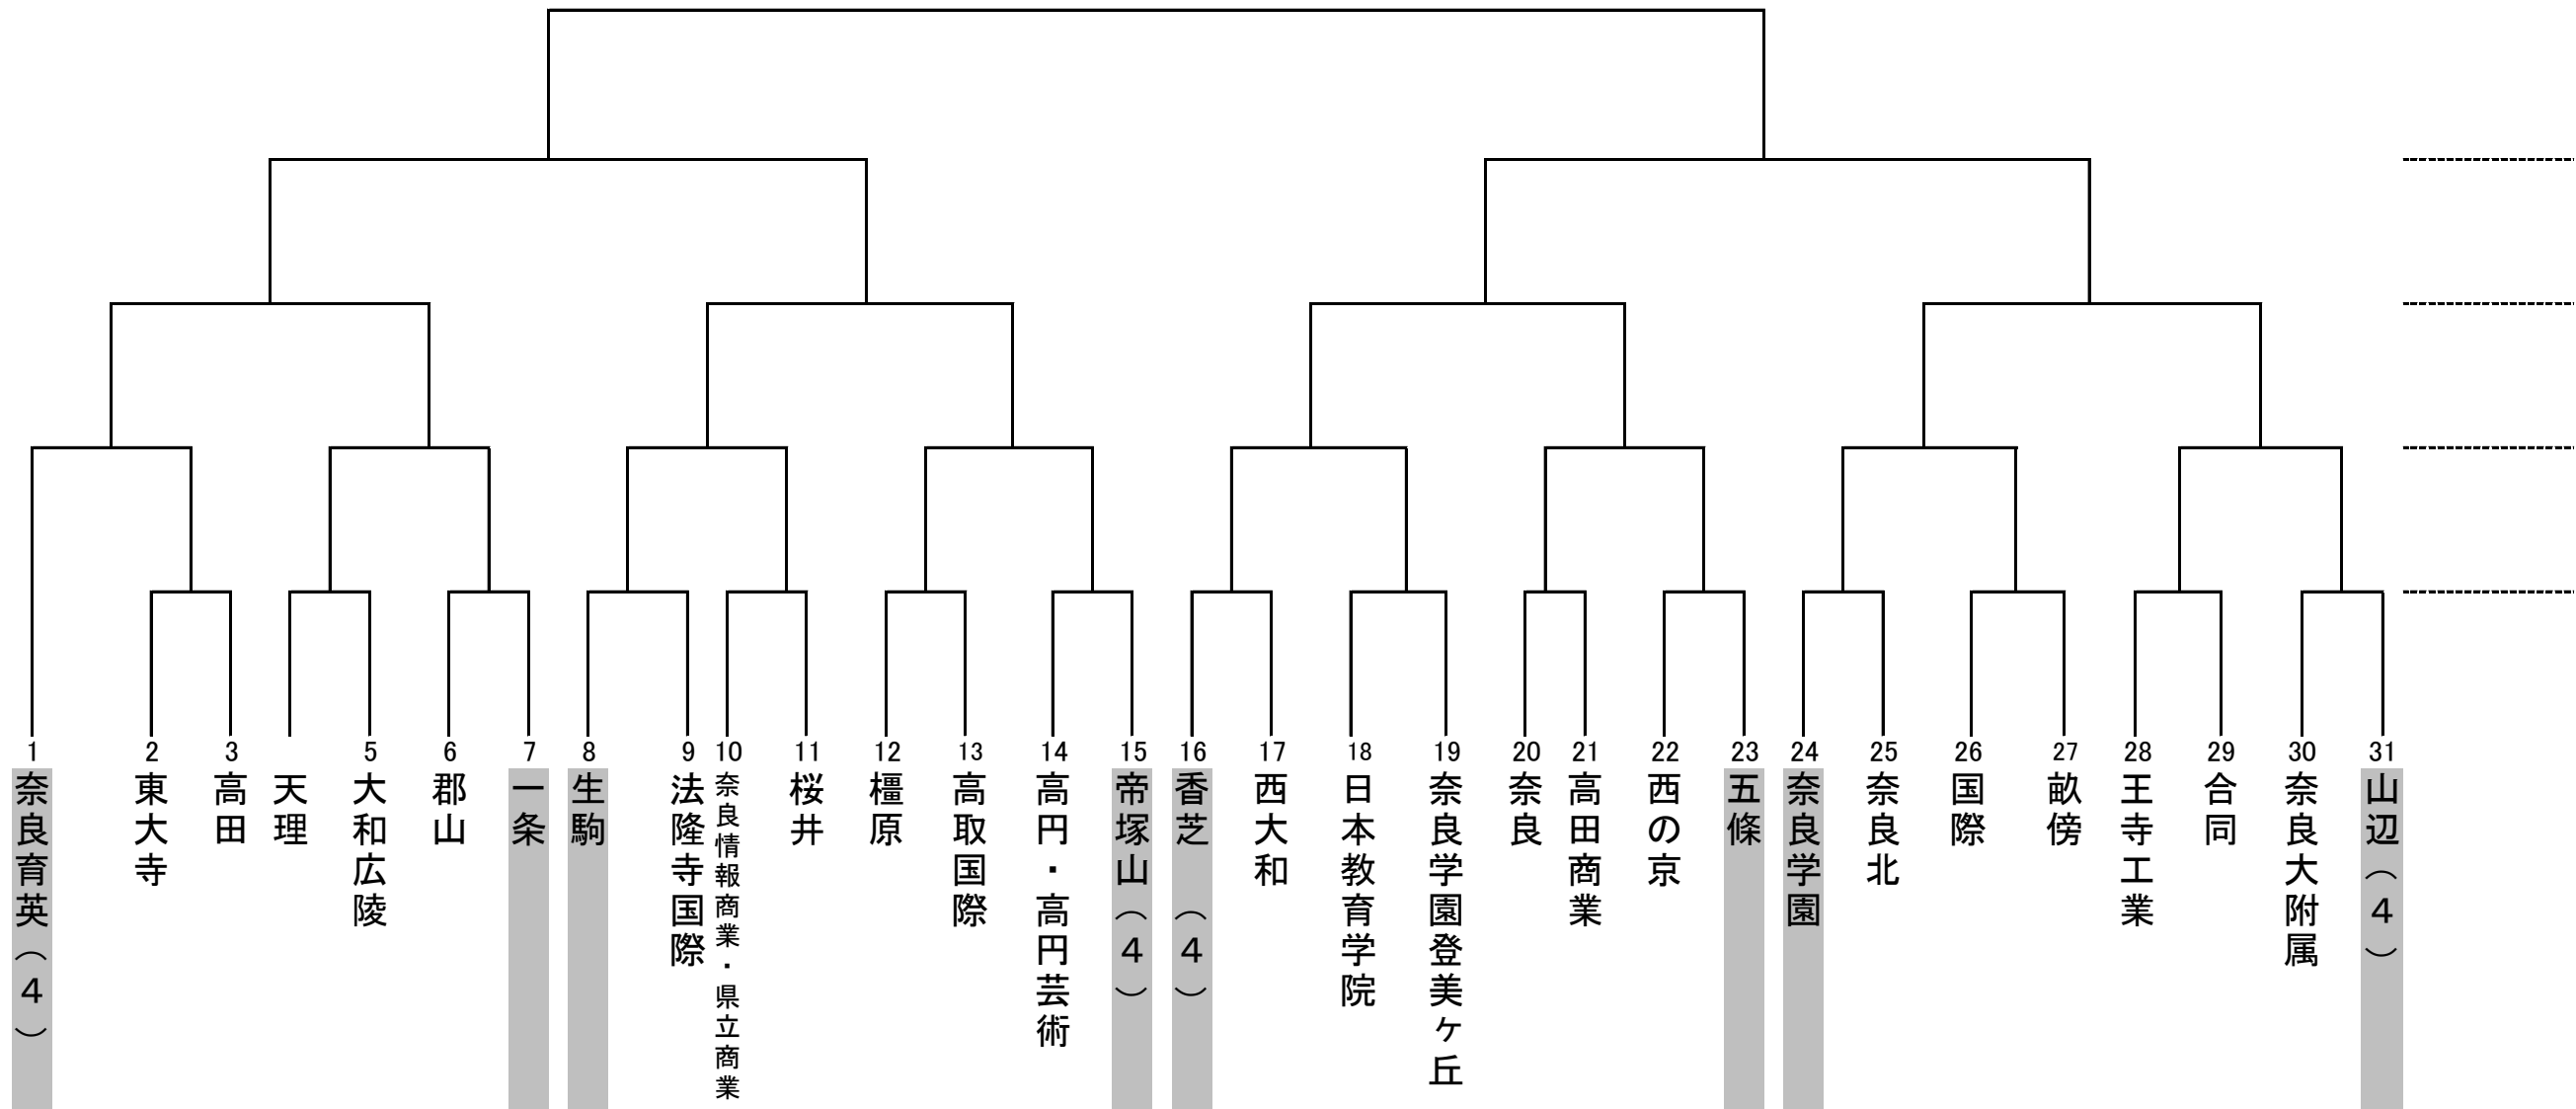 1
奈良育英（4）
2
東大寺
3
高田
天理
5
大和広陵
6
郡山
7
一条
8
生駒
9
法隆寺国際
10
奈良情報商業・県立商業
11
桜井
12
橿原
13
高取国際
14
高円・高円芸術
15
帝塚山（4）
16
香芝　（4）
17
西大和
18
日本教育学院
19
奈良学園登美ヶ丘
20
奈良
21
高田商業
22
西の京
23
五條
24
奈良学園
25
奈良北
26
国際
27
畝傍
28
王寺工業
29
合同
30
奈良大附属
31
山辺（4）